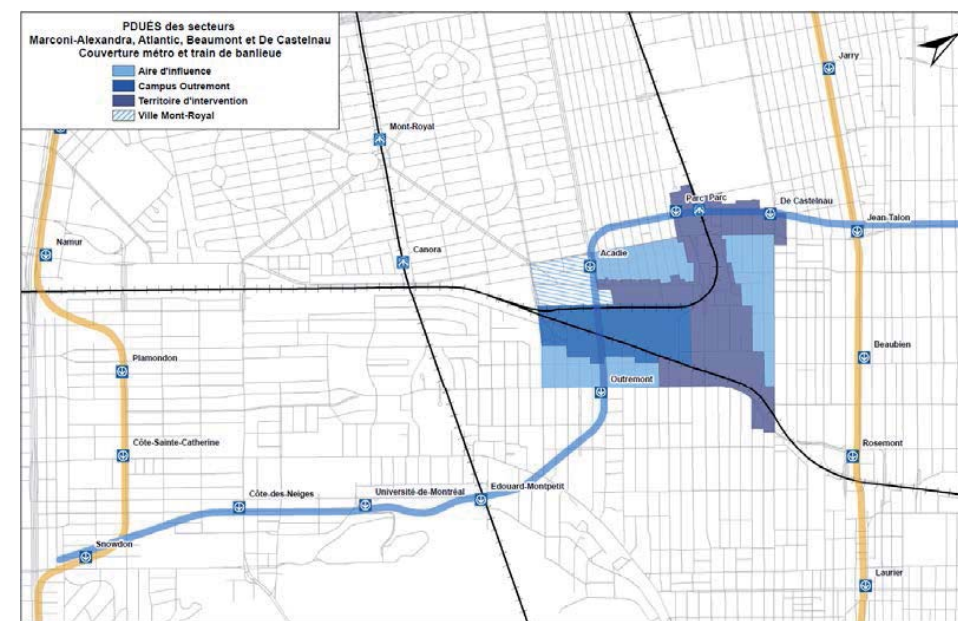 PDUÉS des secteurs
Marconi-Alexandra, Atlantic, Beaumont et De Castelnau
Couverture métro et train de banlieue
Aire d'influence
Campus Outremont
Territoire d'intervention
Ville Mont-Royal
Jarry
Mont-Royal
Parc
Parc
De Castelnau
Jean-Talon
Namur
Canora
Acadie
Beaubien
Plamondon
Outremont
Côte-Sainte-Catherine
Rosemont
Côte-des-Neiges
Université-de-Montréal
Edouard-Montpetit
Snowdon
Laurier